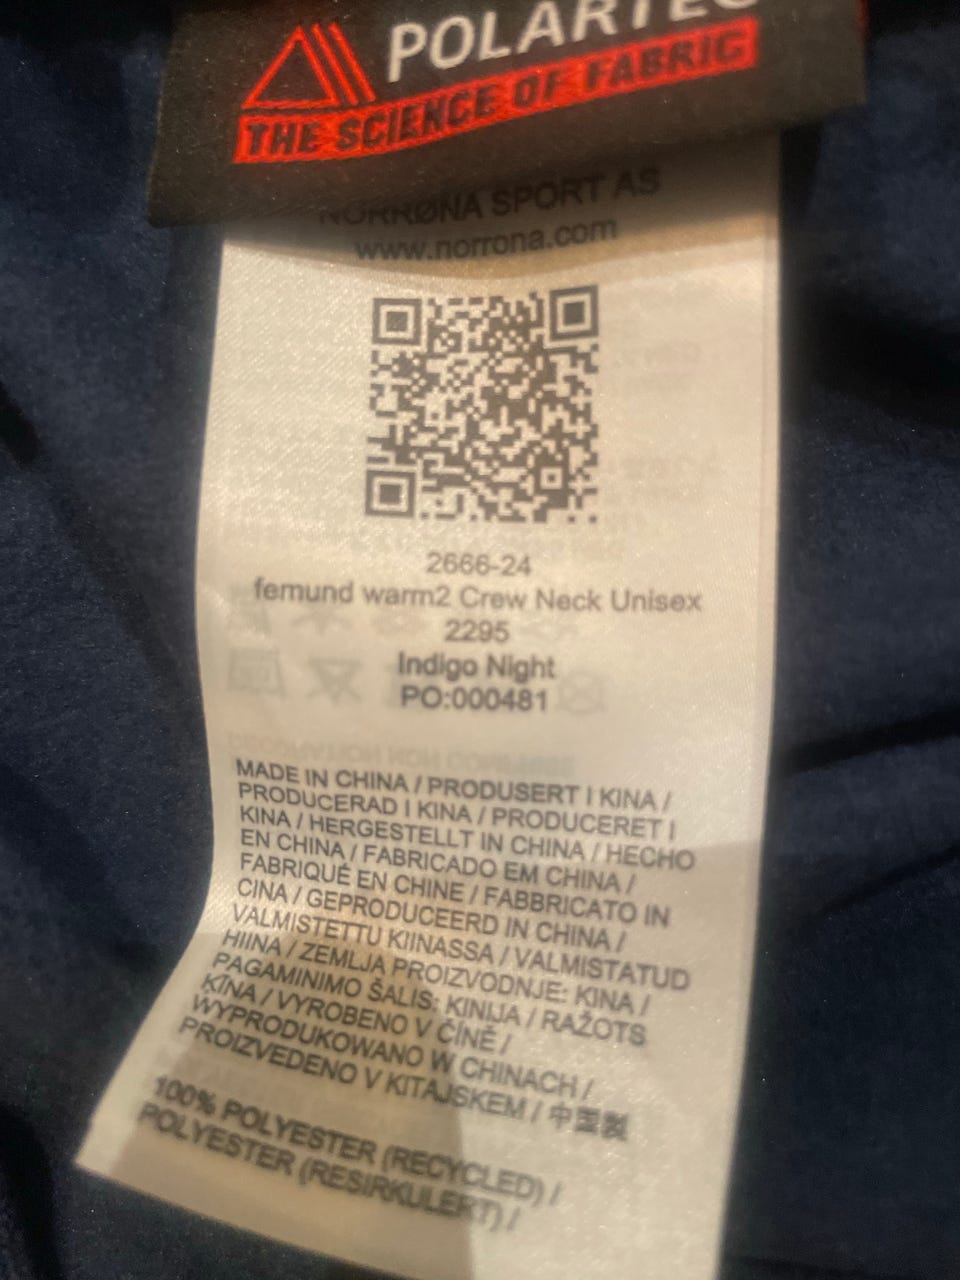 POLARTEC
THE SCIENCE OF FABRIC
NORRØNA SPORT AS
www.norrona.com
2666-24
femund warm2 Crew Neck Unisex
2295
Indigo Night
PO:000481
MADE IN CHINA / PRODUSERT I KINA /
PRODUCERAD I KINA / PRODUCERET I
KINA / HERGESTELLT IN CHINA / HECHO
EN CHINA / FABRICADO EM CHINA /
FABRIQUÉ EN CHINE / FABBRICATO IN
CINA / GEPRODUCEERD IN CHINA /
VALMISTETTU KIINASSA / VALMISTATUD
HIINA / ZEMLJA PROIZVODNJE: KINA /
PAGAMINIMO ŠALIS: KINIJA / RAŽOTS
ĶĪNA / VYROBENO V ČÍNĚ /
WYPRODUKOWANO W CHINACH /
PROIZVEDENO V KITAJSKEM / 中国製
100% POLYESTER (RECYCLED) /
POLYESTER (RESIRKULERT) /